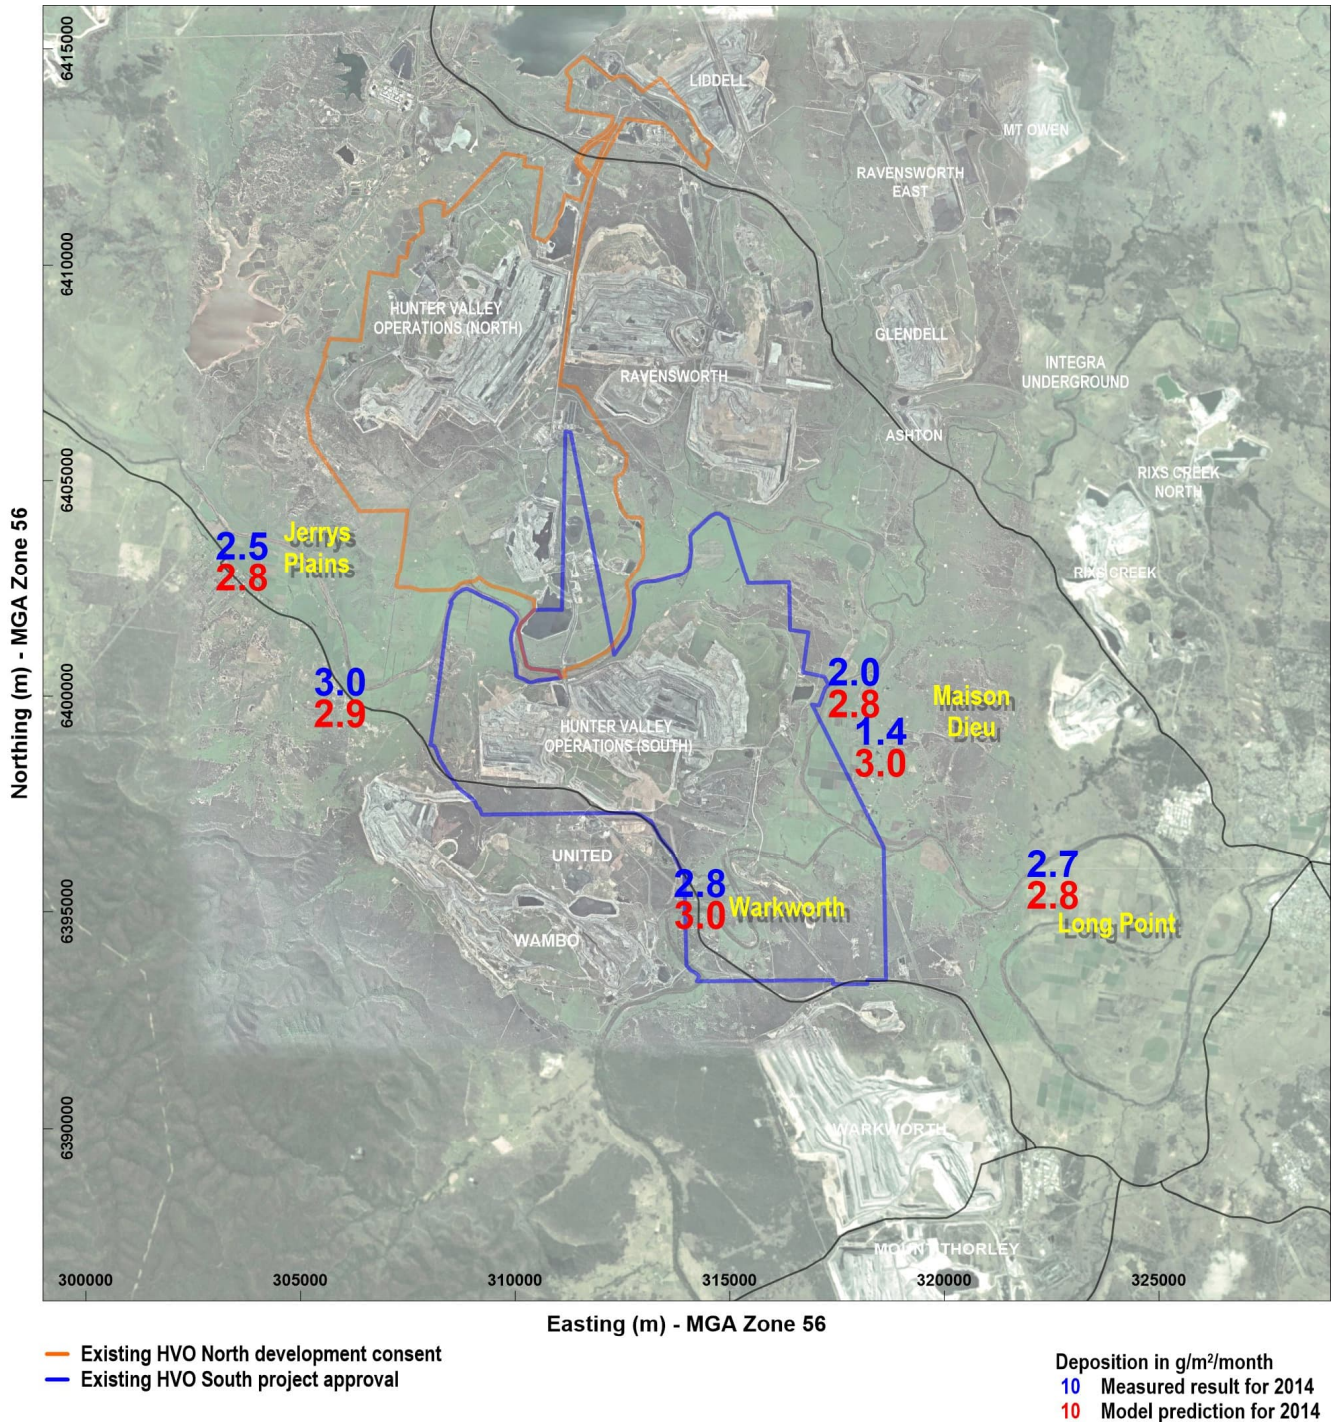 6415000
LIDDELL
MT OWEN
RAVENSWORTH
EAST
6410000
HUNTER VALLEY
OPERATIONS (NORTH)
GLENDELL
RAVENSWORTH
INTEGRA
UNDERGROUND
ASHTON
6405000
RIXS CREEK
NORTH
RIXS CREEK
Jerrys
Plains
2.5
2.8
3.0
2.9
6400000
2.0
2.8
Maison
Dieu
1.4
3.0
HUNTER VALLEY
OPERATIONS (SOUTH)
UNITED
2.8
3.0
Warkworth
2.7
2.8
Long Point
6395000
WAMBO
6390000
WARKWORTH
MOUNT THORLEY
Northing (m) - MGA Zone 56
300000
305000
310000
315000
320000
325000
Easting (m) - MGA Zone 56
Existing HVO North development consent
Existing HVO South project approval
Deposition in g/m²/month
10 Measured result for 2014
10 Model prediction for 2014